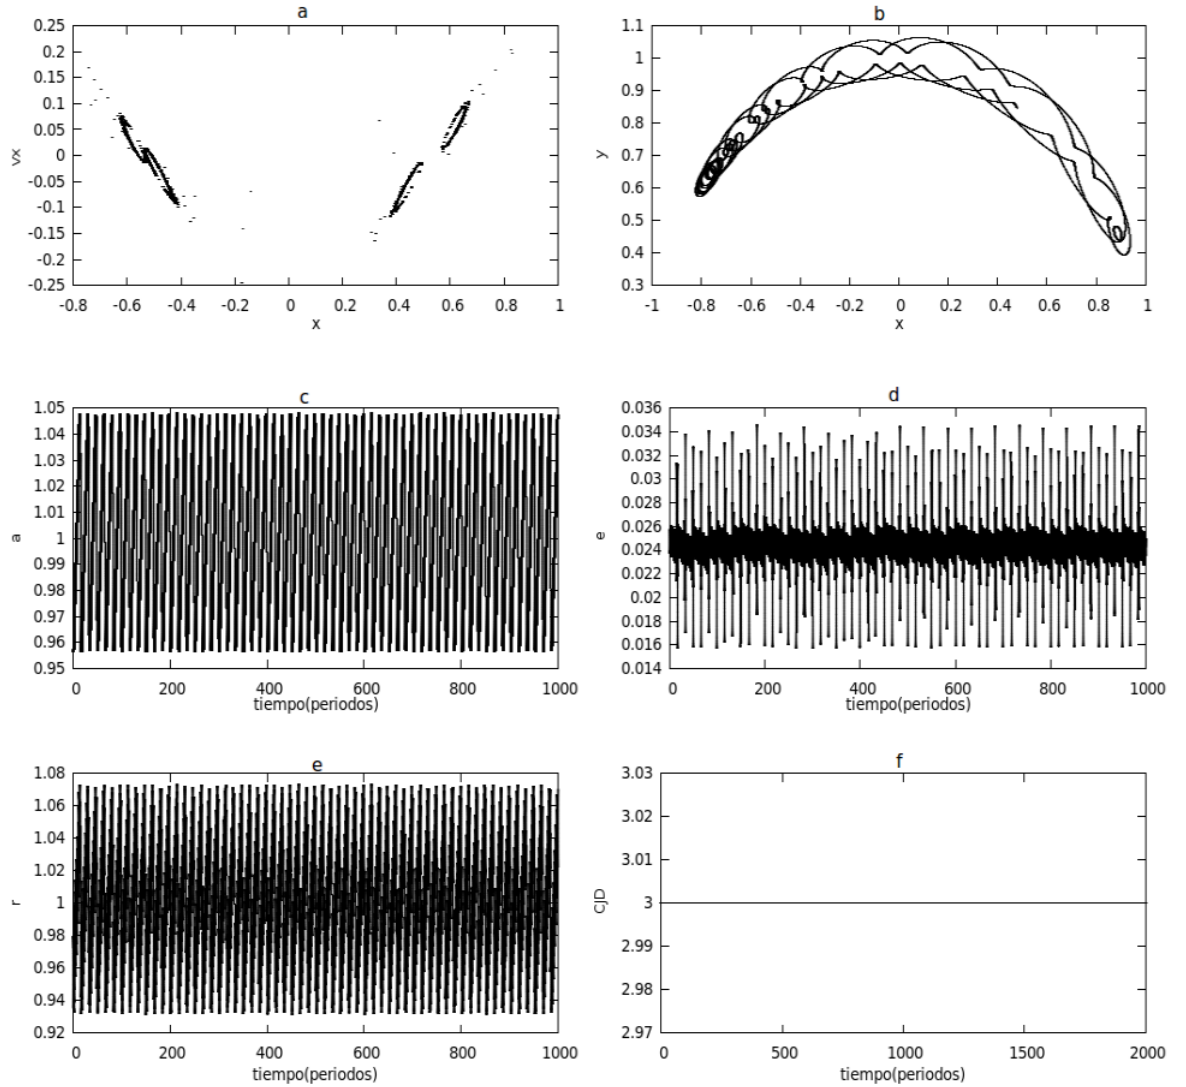 a
0.25
0.2
0.15
0.1
0.05
0
-0.05
-0.1
-0.15
-0.2
-0.25
vx
-0.8 -0.6 -0.4 -0.2 0 0.2 0.4 0.6 0.8 1
x
b
1.1
1
0.9
0.8
0.7
0.6
0.5
0.4
0.3
y
-1 -0.8 -0.6 -0.4 -0.2 0 0.2 0.4 0.6 0.8 1
x
c
1.05
1.04
1.03
1.02
1.01
1
0.99
0.98
0.97
0.96
0.95
a
0 200 400 600 800 1000
tiempo(periodos)
d
0.036
0.034
0.032
0.03
0.028
0.026
0.024
0.022
0.02
0.018
0.016
0.014
e
0 200 400 600 800 1000
tiempo(periodos)
e
1.08
1.06
1.04
1.02
1
0.98
0.96
0.94
0.92
r
0 200 400 600 800 1000
tiempo(periodos)
f
3.03
3.02
3.01
3
2.99
2.98
2.97
CJD
0 500 1000 1500 2000
tiempo(periodos)